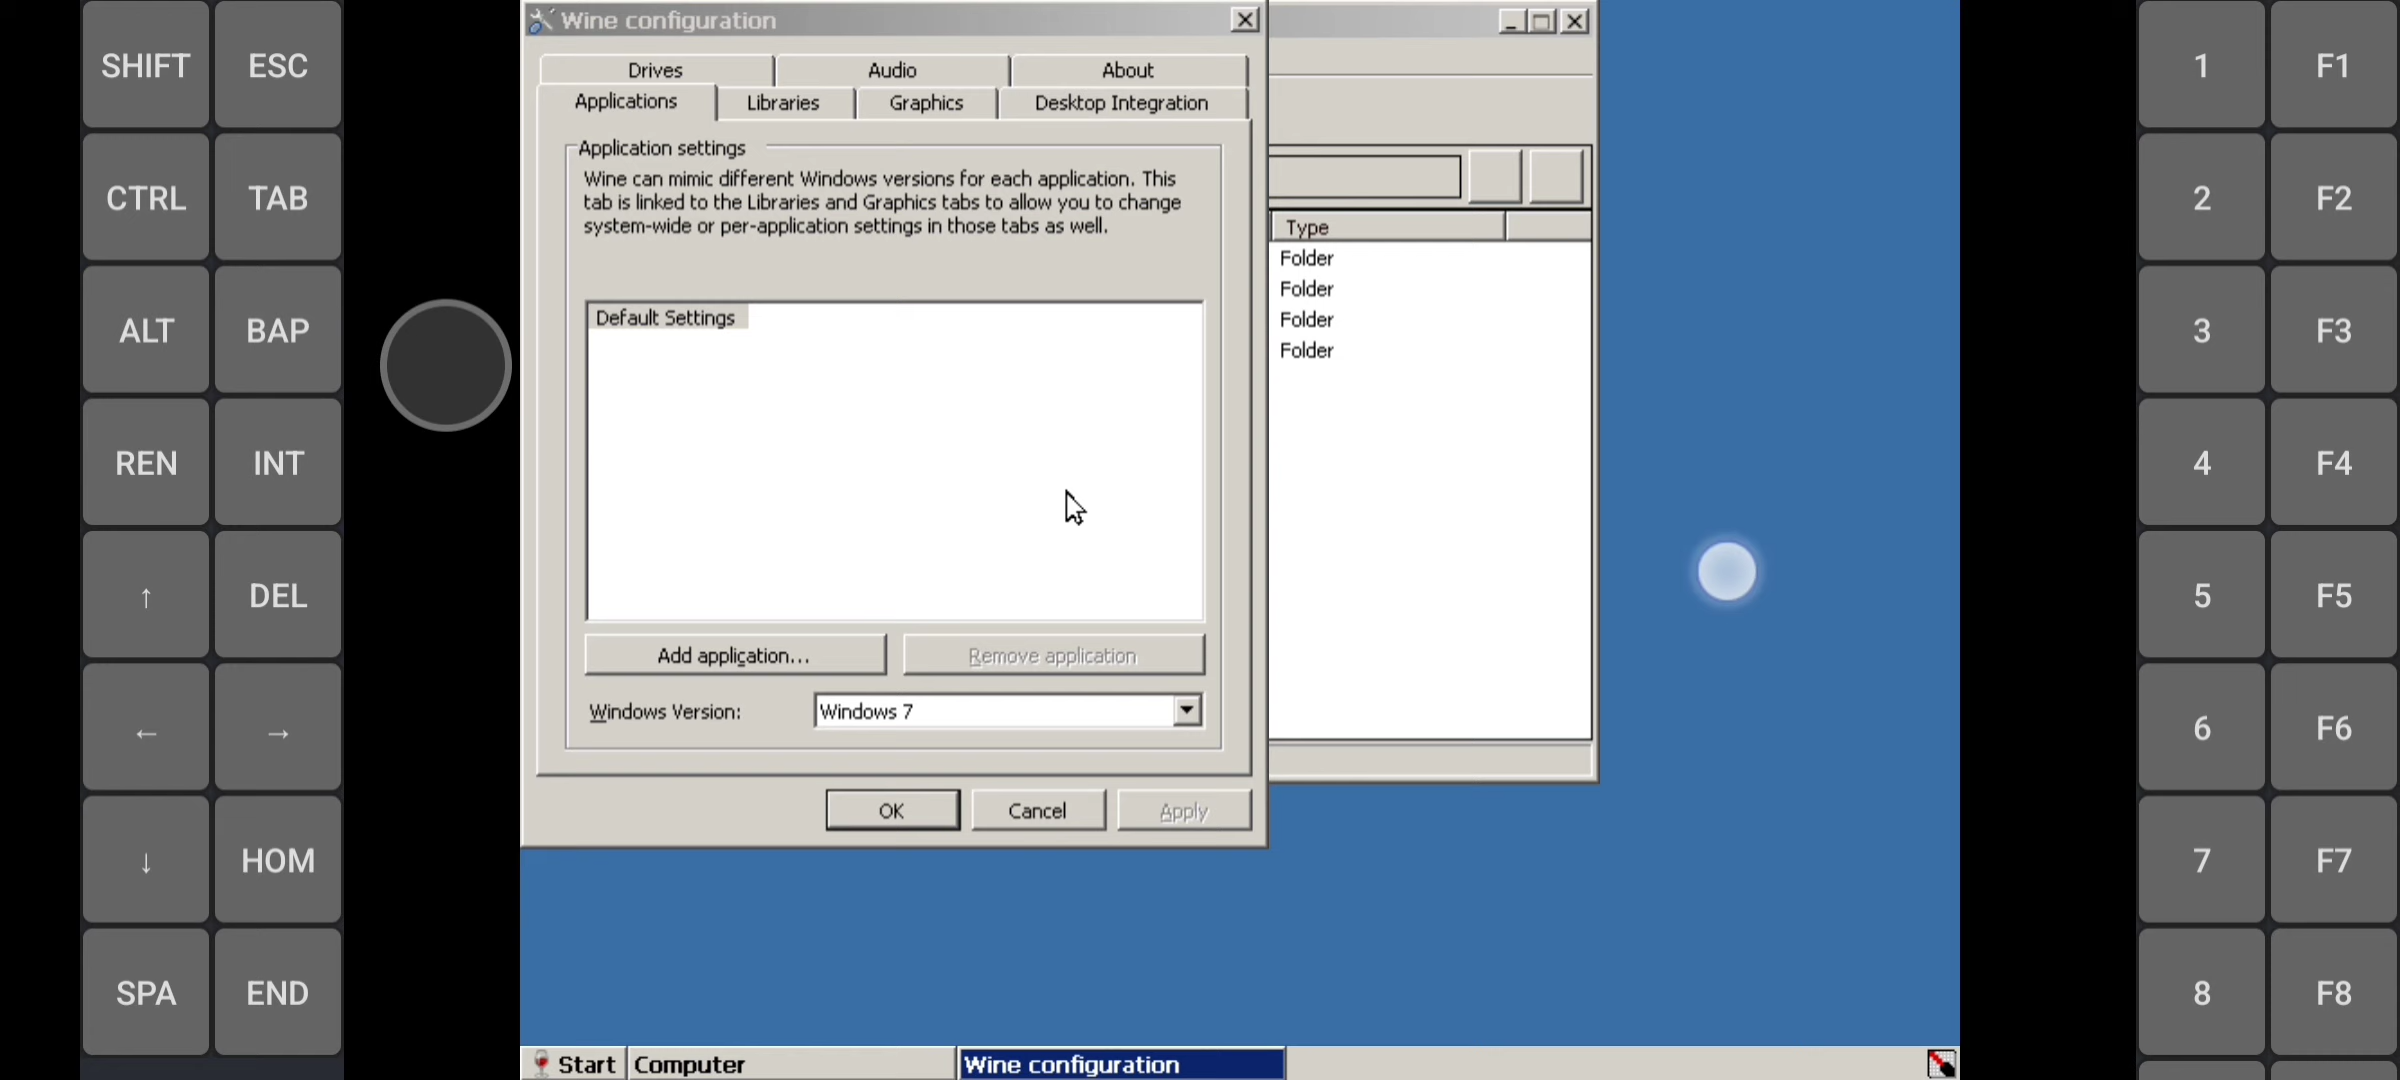 SHIFT
ESC
CTRL
TAB
ALT
BAP
REN
INT
↑
DEL
←
→
↓
HOM
SPA
END
Wine configuration
Drives
Audio
About
Applications
Libraries
Graphics
Desktop Integration
Application settings
Wine can mimic different Windows versions for each application. This
tab is linked to the Libraries and Graphics tabs to allow you to change
system-wide or per-application settings in those tabs as well.
Default Settings
Add application...
Remove application
Windows Version:
Windows 7
OK
Cancel
Apply
Type
Folder
Folder
Folder
Folder
Start
Computer
Wine configuration
1
F1
2
F2
3
F3
4
F4
5
F5
6
F6
7
F7
8
F8